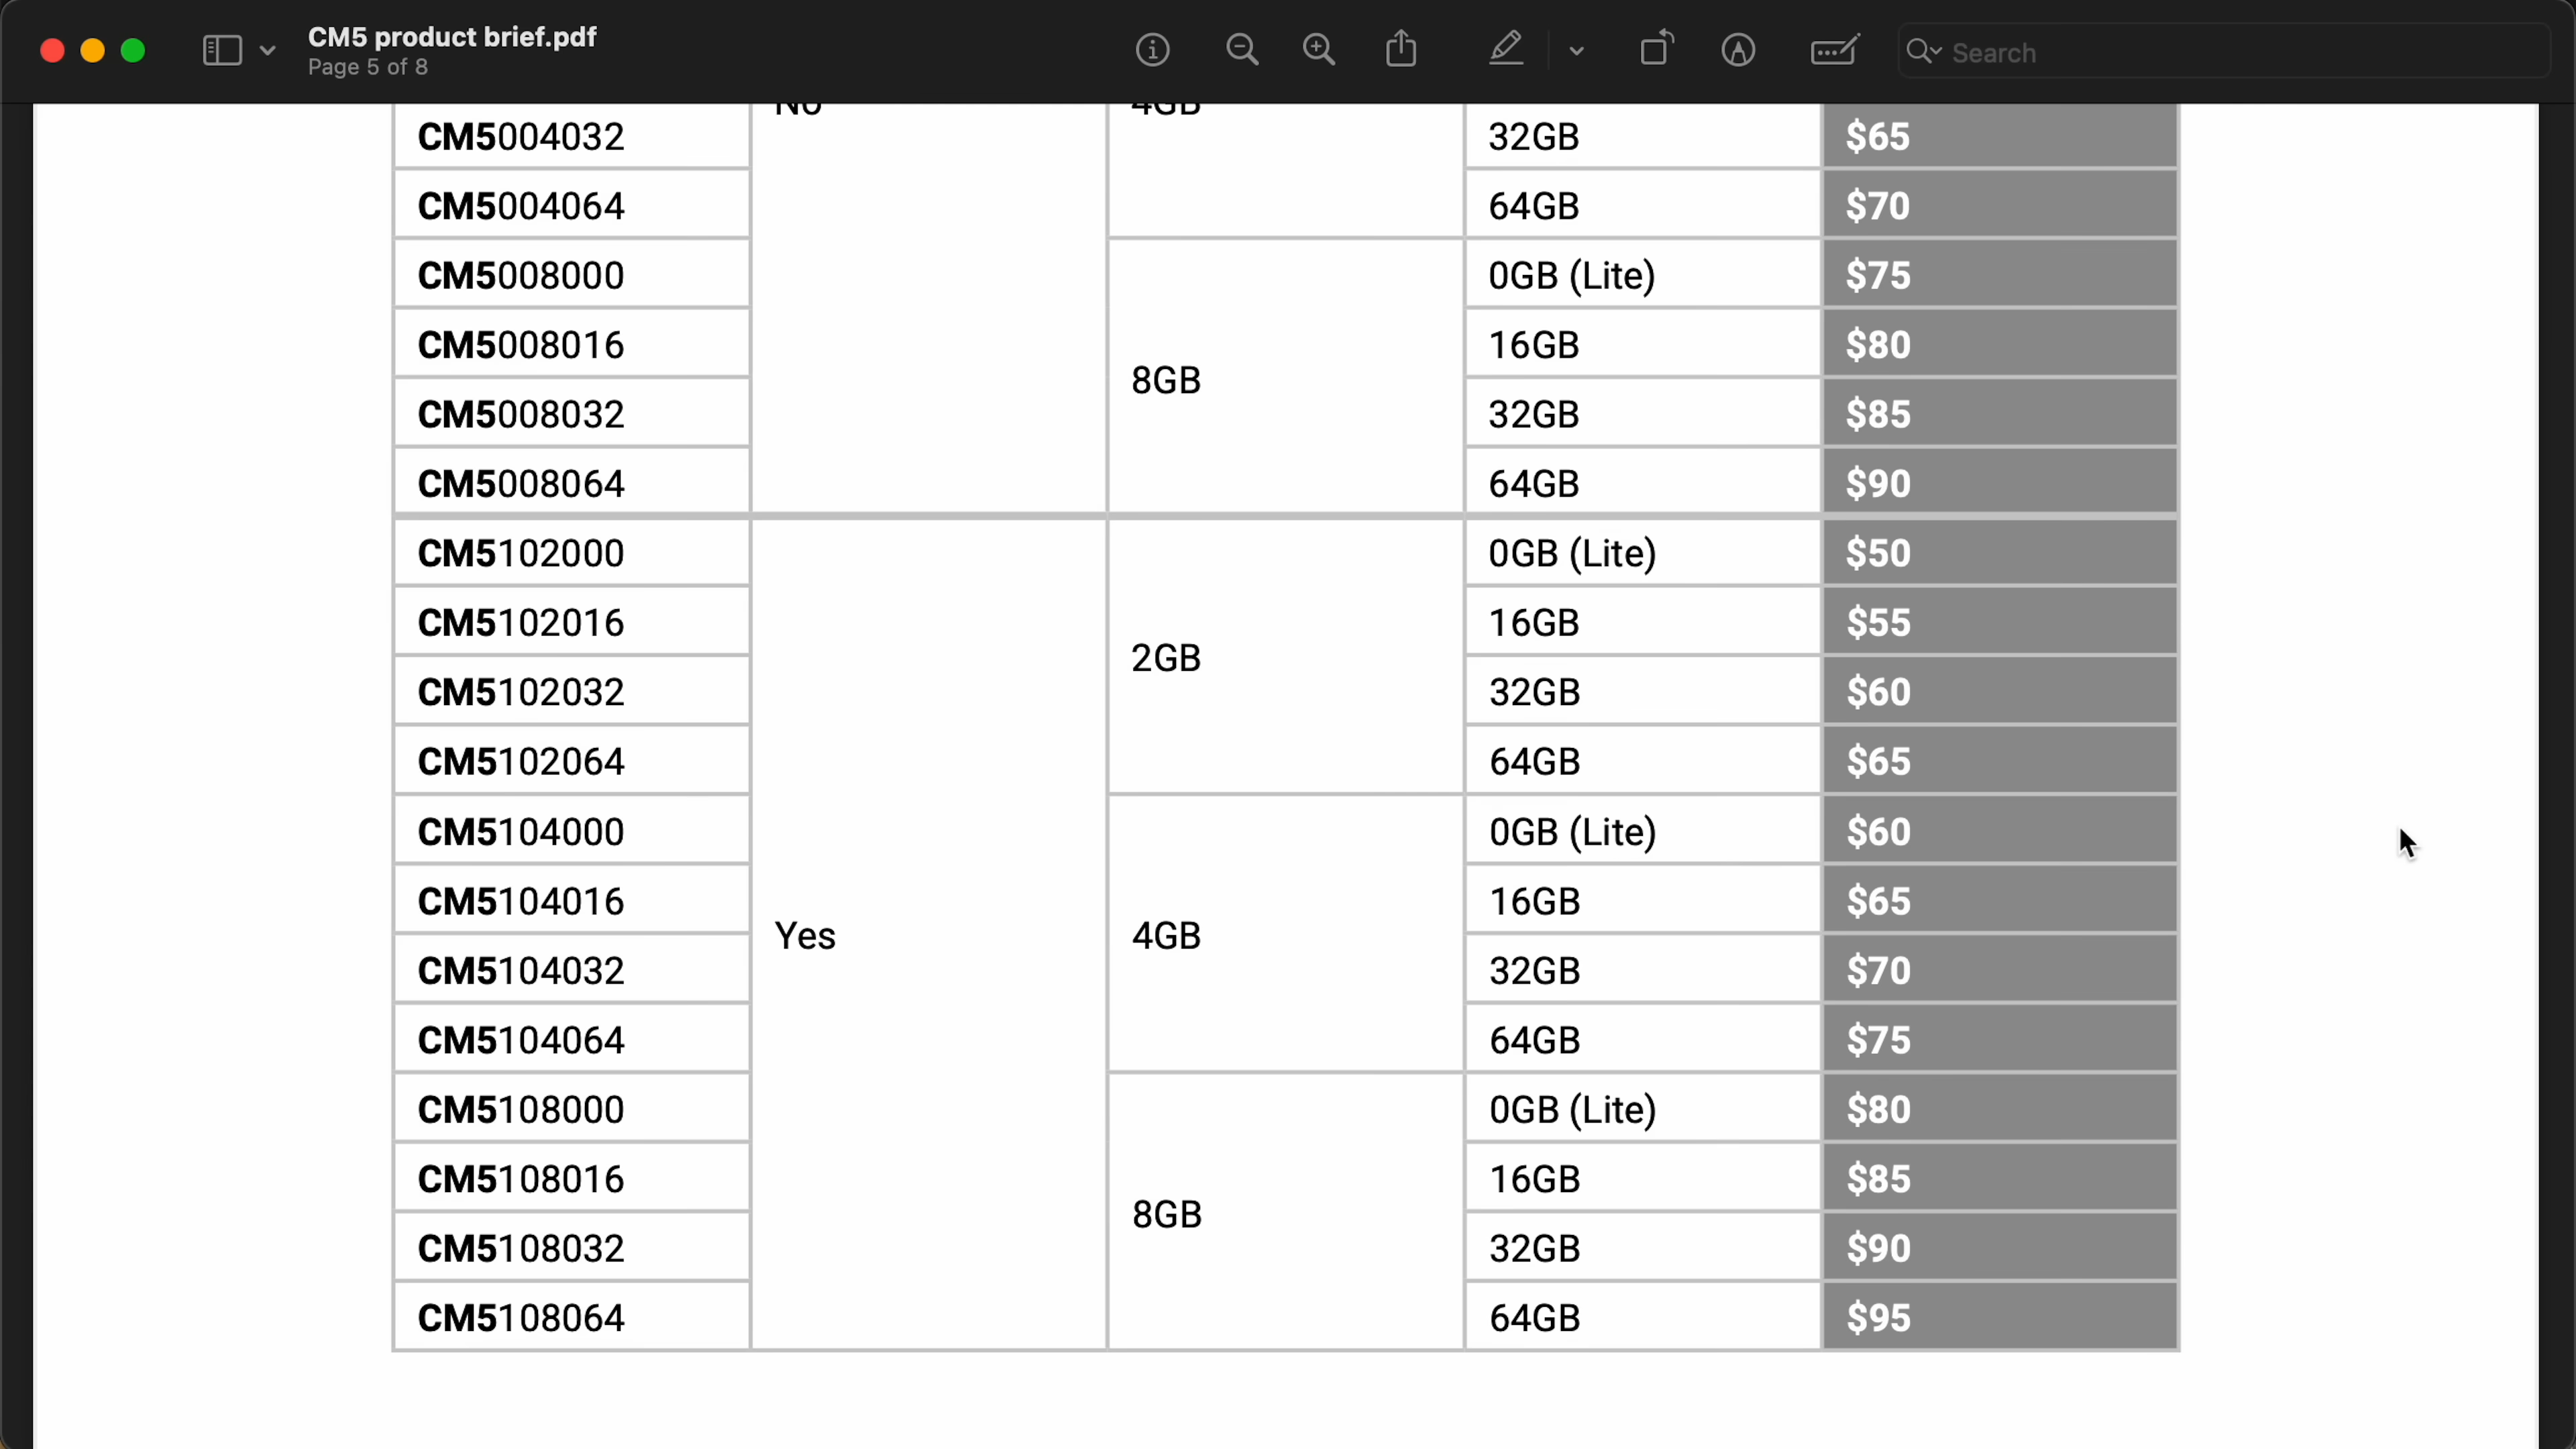 CM5 product brief.pdf
Page 5 of 8
Search
No 4GB
CM5004032 32GB $65
CM5004064 64GB $70
CM5008000 0GB (Lite) $75
CM5008016 16GB $80
8GB
CM5008032 32GB $85
CM5008064 64GB $90
CM5102000 0GB (Lite) $50
CM5102016 16GB $55
2GB
CM5102032 32GB $60
CM5102064 64GB $65
CM5104000 0GB (Lite) $60
CM5104016 16GB $65
Yes 4GB
CM5104032 32GB $70
CM5104064 64GB $75
CM5108000 0GB (Lite) $80
CM5108016 16GB $85
8GB
CM5108032 32GB $90
CM5108064 64GB $95